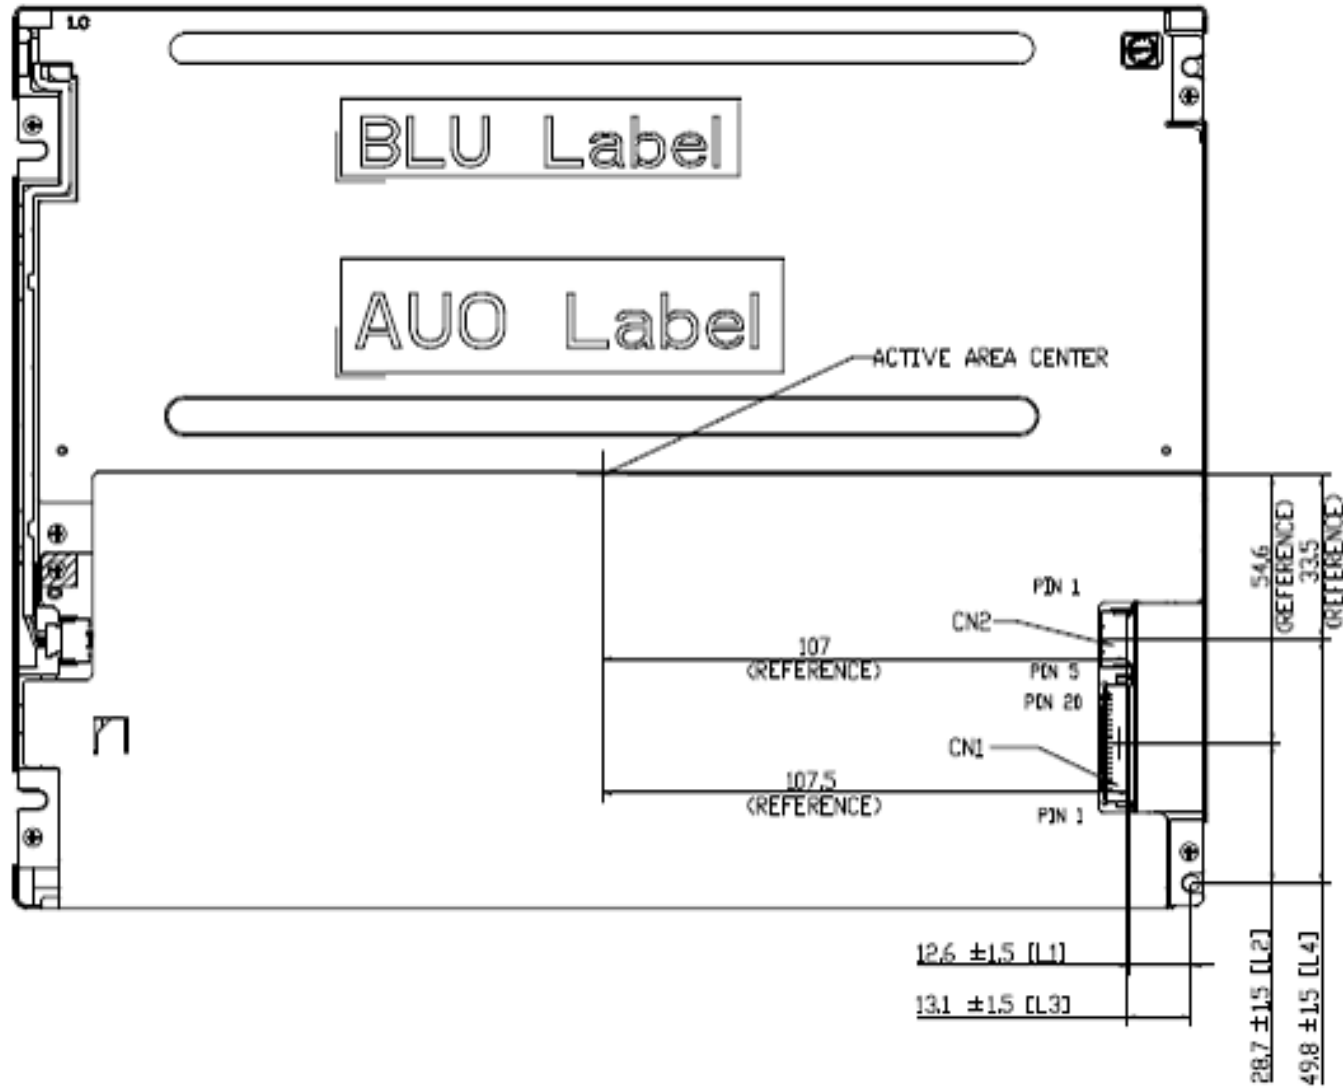 1.0
BLU Label
AUO Label
ACTIVE AREA CENTER
54,6
(REFERENCE)
33,5
(REFERENCE)
PIN 1
CN2
107
(REFERENCE)
PIN 5
PIN 20
CN1
107,5
(REFERENCE)
PIN 1
12,6 ±1,5 [L1]
13,1 ±1,5 [L3]
28,7 ±1,5 [L2]
49,8 ±1,5 [L4]